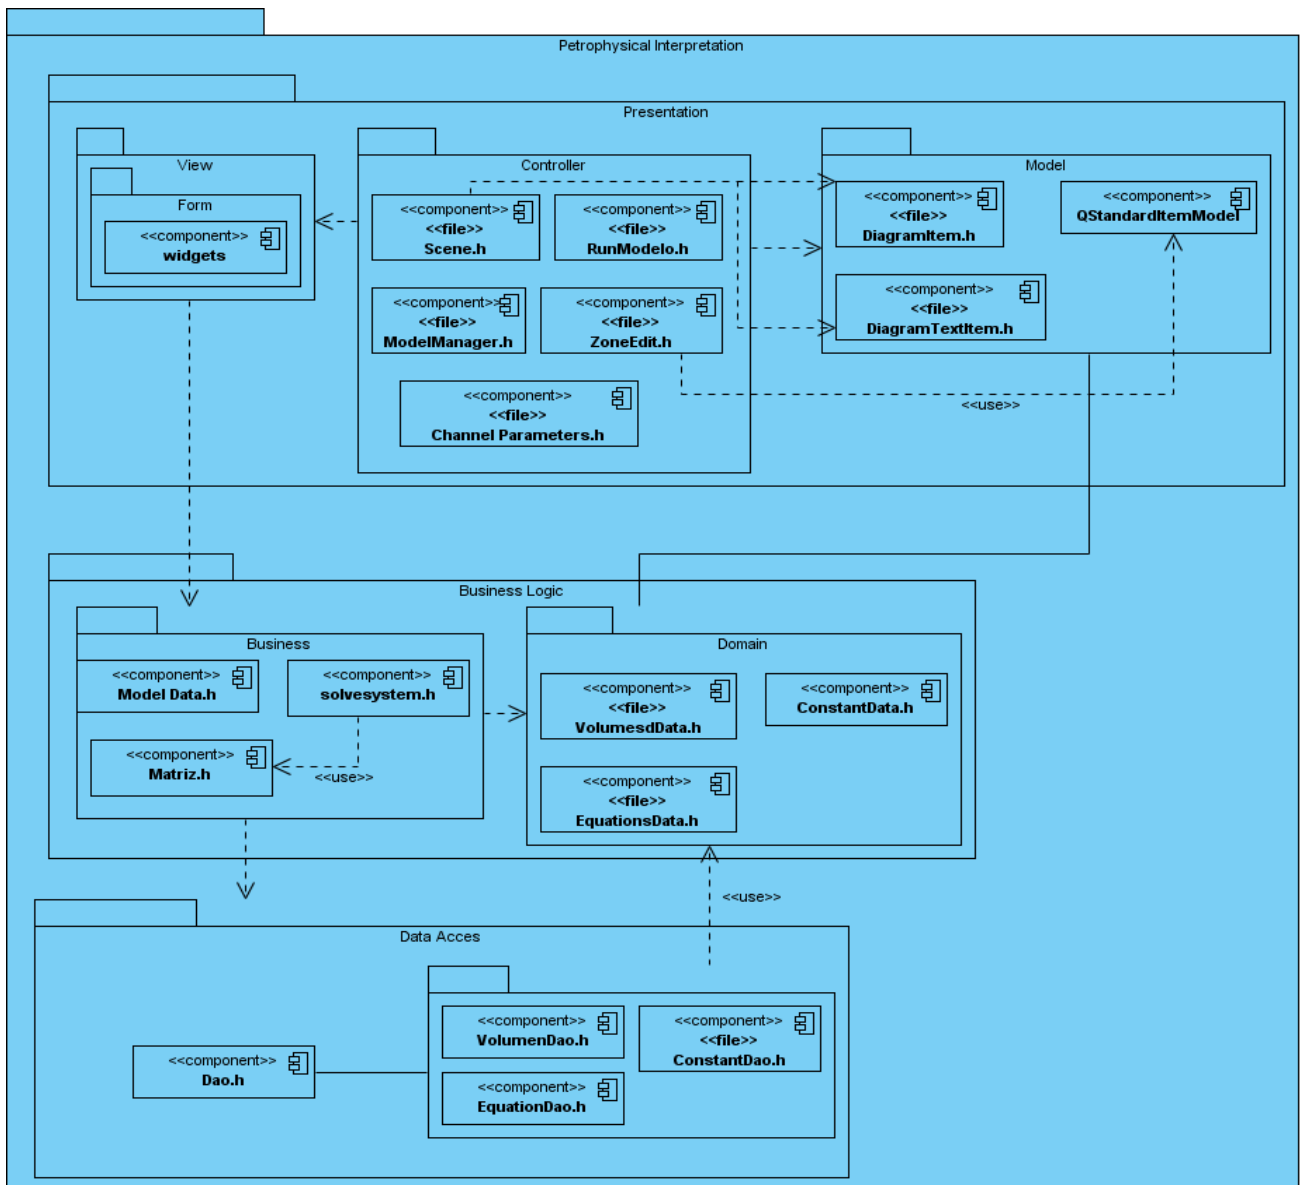 Petrophysical Interpretation
Presentation
View
Form
<<component>>
widgets
Controller
<<component>>
<<file>>
Scene.h
<<component>>
<<file>>
RunModelo.h
<<component>>
<<file>>
ModelManager.h
<<component>>
<<file>>
ZoneEdit.h
<<component>>
<<file>>
Channel Parameters.h
Model
<<component>>
<<file>>
DiagramItem.h
<<component>>
QStandardItemModel
<<component>>
<<file>>
DiagramTextItem.h
<<use>>
Business Logic
Business
<<component>>
Model Data.h
<<component>>
solvesystem.h
<<component>>
Matriz.h
<<use>>
Domain
<<component>>
<<file>>
VolumesdData.h
<<component>>
ConstantData.h
<<component>>
<<file>>
EquationsData.h
<<use>>
Data Acces
<<component>>
Dao.h
<<component>>
VolumenDao.h
<<component>>
<<file>>
ConstantDao.h
<<component>>
EquationDao.h